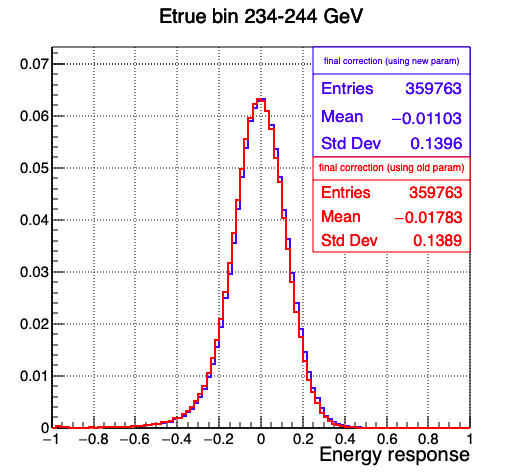 Etrue bin 234-244 GeV
final correction (using new param)
Entries 359763
Mean −0.01103
Std Dev 0.1396
final correction (using old param)
Entries 359763
Mean −0.01783
Std Dev 0.1389
0.07
0.06
0.05
0.04
0.03
0.02
0.01
0
−1 −0.8 −0.6 −0.4 −0.2 0 0.2 0.4 0.6 0.8 1
Energy response